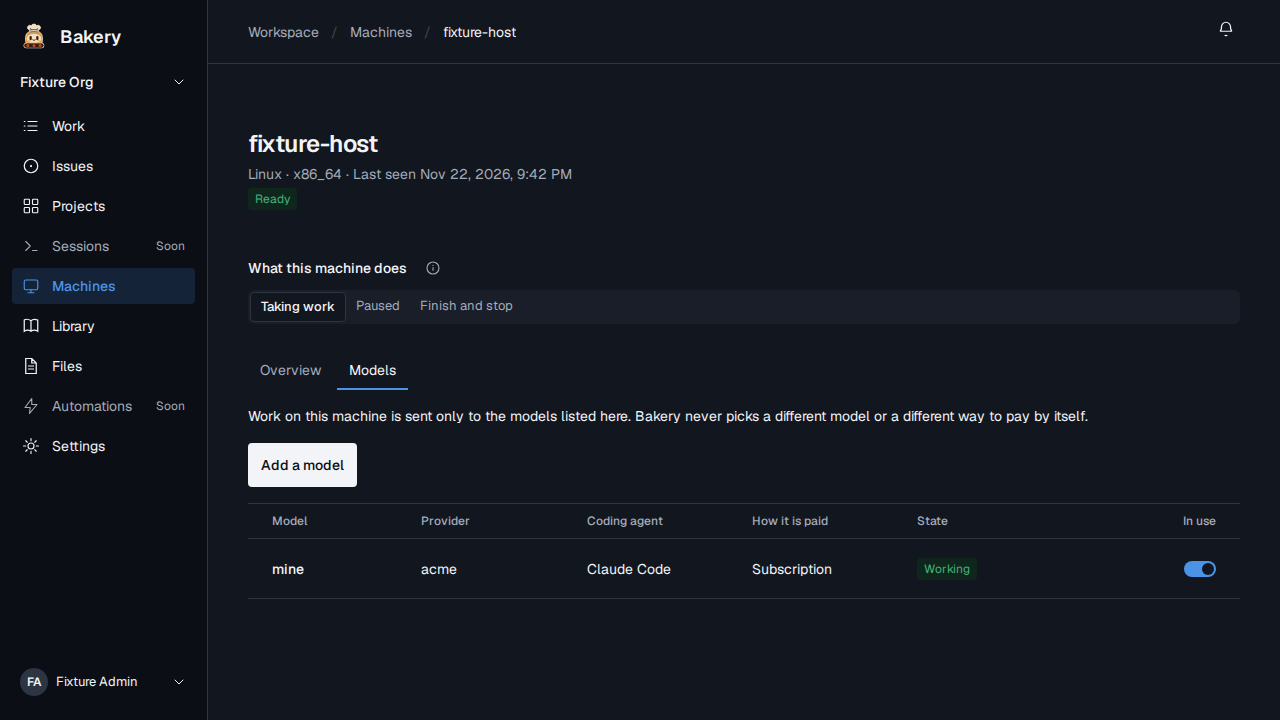 Bakery
Fixture Org
Work
Issues
Projects
Sessions Soon
Machines
Library
Files
Automations Soon
Settings
FA Fixture Admin
Workspace / Machines / fixture-host
fixture-host
Linux · x86_64 · Last seen Nov 22, 2026, 9:42 PM
Ready
What this machine does
Taking work Paused Finish and stop
Overview Models
Work on this machine is sent only to the models listed here. Bakery never picks a different model or a different way to pay by itself.
Add a model
Model Provider Coding agent How it is paid State In use
mine acme Claude Code Subscription Working